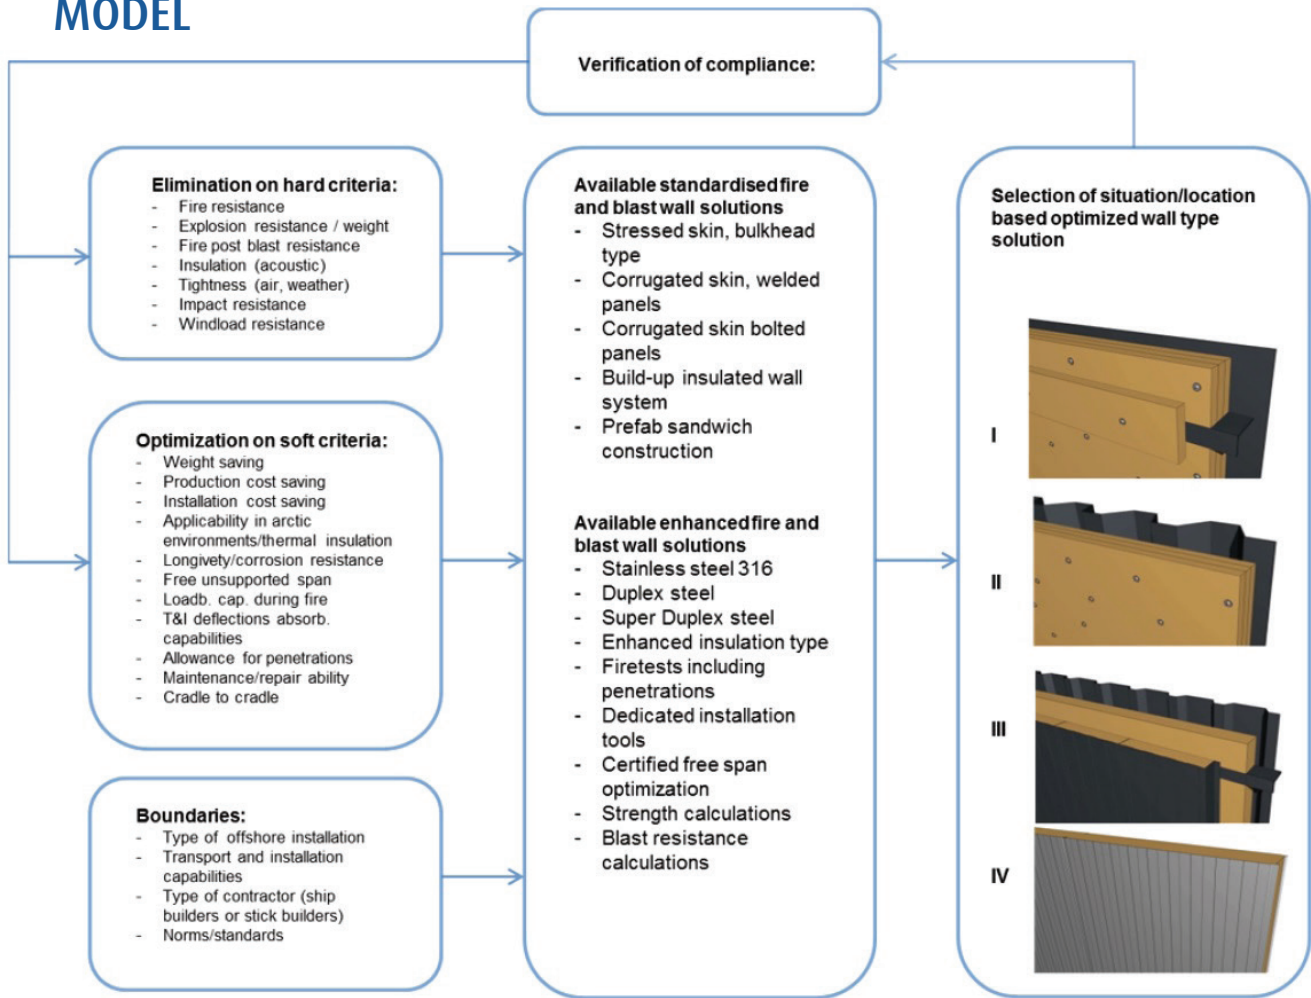 MODEL
Verification of compliance:
Elimination on hard criteria:
- Fire resistance
- Explosion resistance / weight
- Fire post blast resistance
- Insulation (acoustic)
- Tightness (air, weather)
- Impact resistance
- Windload resistance
Optimization on soft criteria:
- Weight saving
- Production cost saving
- Installation cost saving
- Applicability in arctic
environments/thermal insulation
- Longivety/corrosion resistance
- Free unsupported span
- Loadb. cap. during fire
- T&I deflections absorb.
capabilities
- Allowance for penetrations
- Maintenance/repair ability
- Cradle to cradle
Boundaries:
- Type of offshore installation
- Transport and installation
capabilities
- Type of contractor (ship
builders or stick builders)
- Norms/standards
Available standardised fire
and blast wall solutions
- Stressed skin, bulkhead
type
- Corrugated skin, welded
panels
- Corrugated skin bolted
panels
- Build-up insulated wall
system
- Prefab sandwich
construction
Available enhanced fire and
blast wall solutions
- Stainless steel 316
- Duplex steel
- Super Duplex steel
- Enhanced insulation type
- Firetests including
penetrations
- Dedicated installation
tools
- Certified free span
optimization
- Strength calculations
- Blast resistance
calculations
Selection of situation/location
based optimized wall type
solution
I
II
III
IV